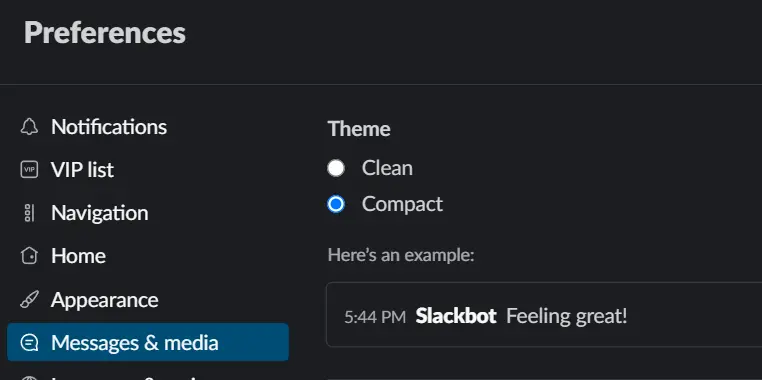 Preferences
Notifications
VIP VIP list
Navigation
Home
Appearance
Messages & media
Theme
Clean
Compact
Here's an example:
5:44 PM Slackbot Feeling great!